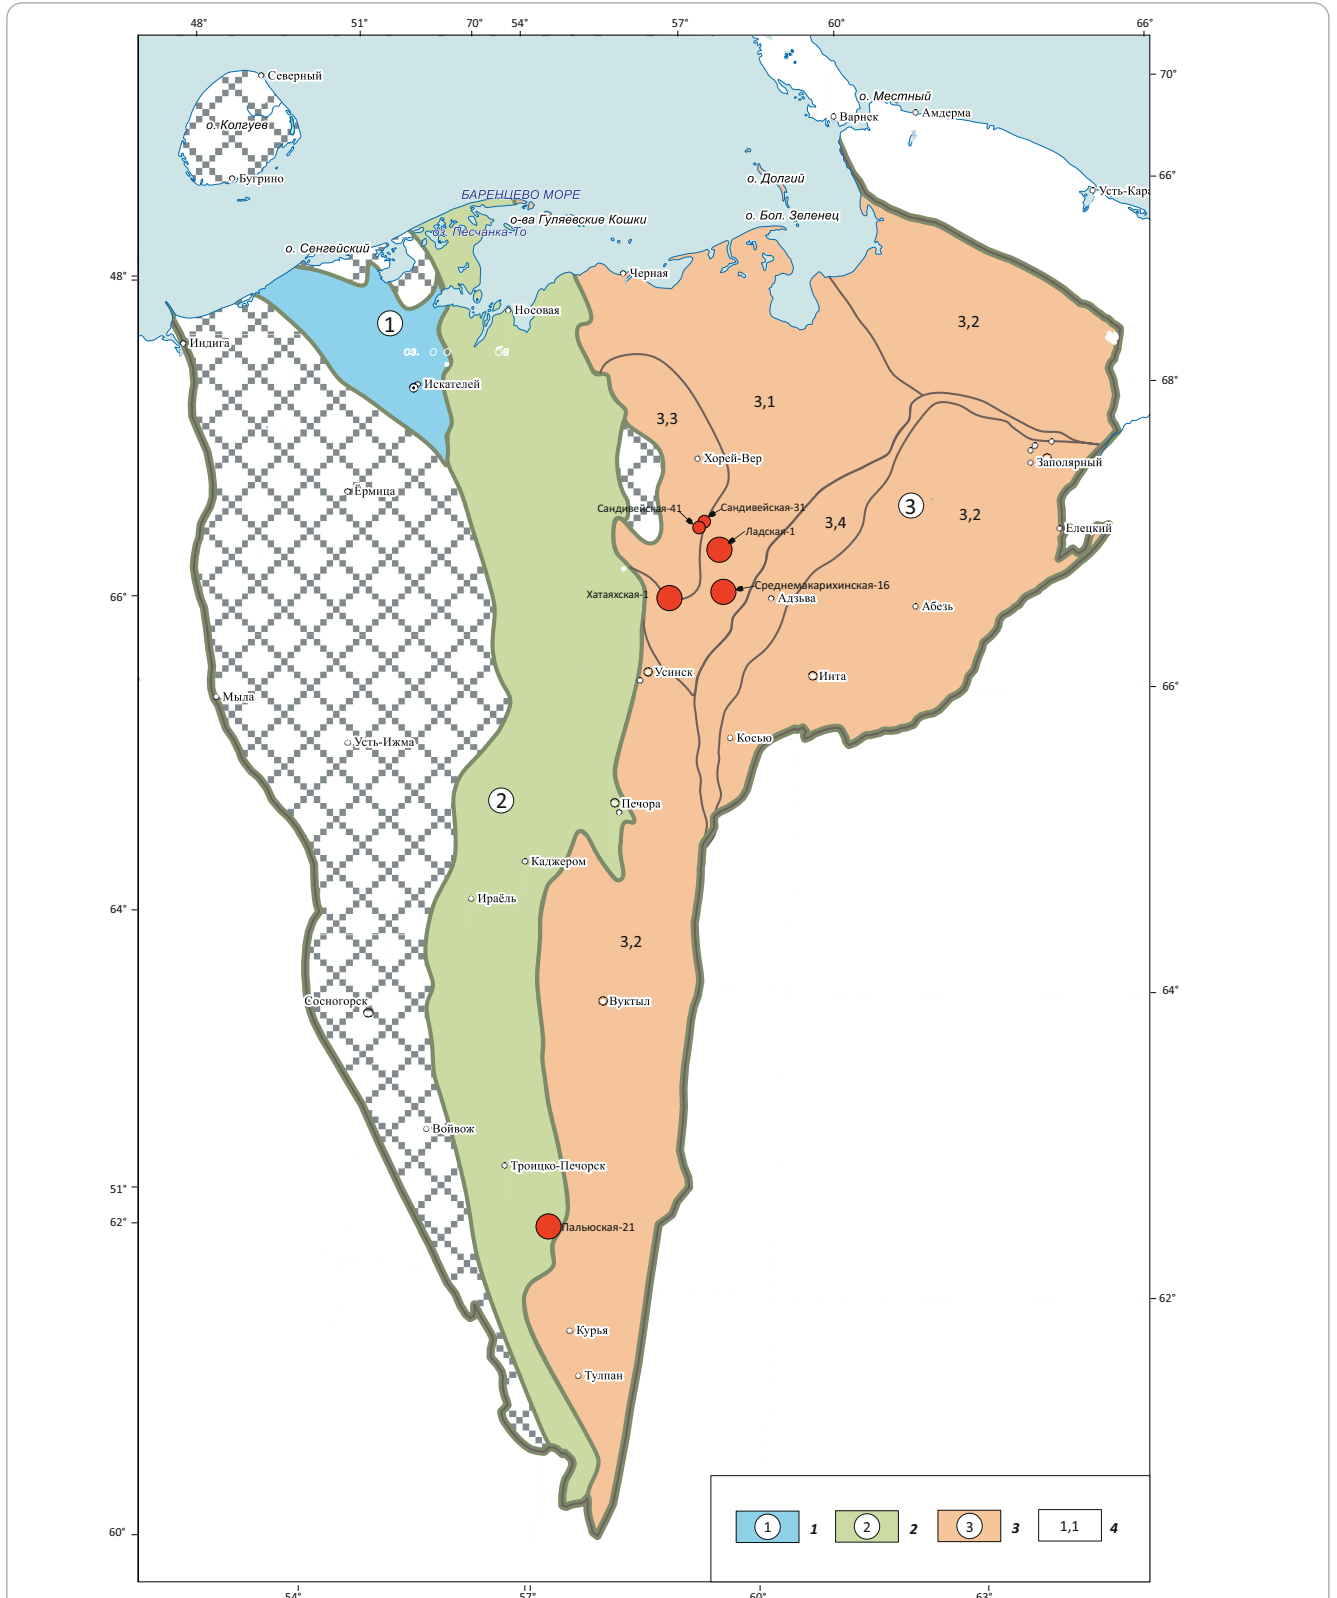 48° 51° 70° 54° 57° 60° 66°
Северный
70°
о. Местный
Амдерма
Варнек
о. Колгуев
Бугрино
66°
о. Долгий
Усть-Кара
БАРЕНЦЕВО МОРЕ
о-ва Гуляевские Кошки
о. Бол. Зеленец
оз. Песчанка-То
о. Сенгейский
48°
Черная
Носовая
1
3,2
Индига
оз.
Искателей
68°
3,1
3,3
Хорей-Вер
Заполярный
Ёрмица
3
Сандивейская-41
Сандивейская-31
3,4
3,2
Ладская-1
Елецкий
Среднемакарихинская-16
66°
Хатаяхская-1
Адзьва
Абезь
Усинск
Инта
66°
Мыла
Усть-Ижма
Косью
2
Печора
Каджером
Ираёль
64°
3,2
64°
Сосногорск
Вуктыл
Войвож
Троицко-Печорск
51°
62°
Пальюская-21
62°
Курья
Тулпан
60°
1 1 2 2 3 3 1,1 4
54° 57° 60° 63°